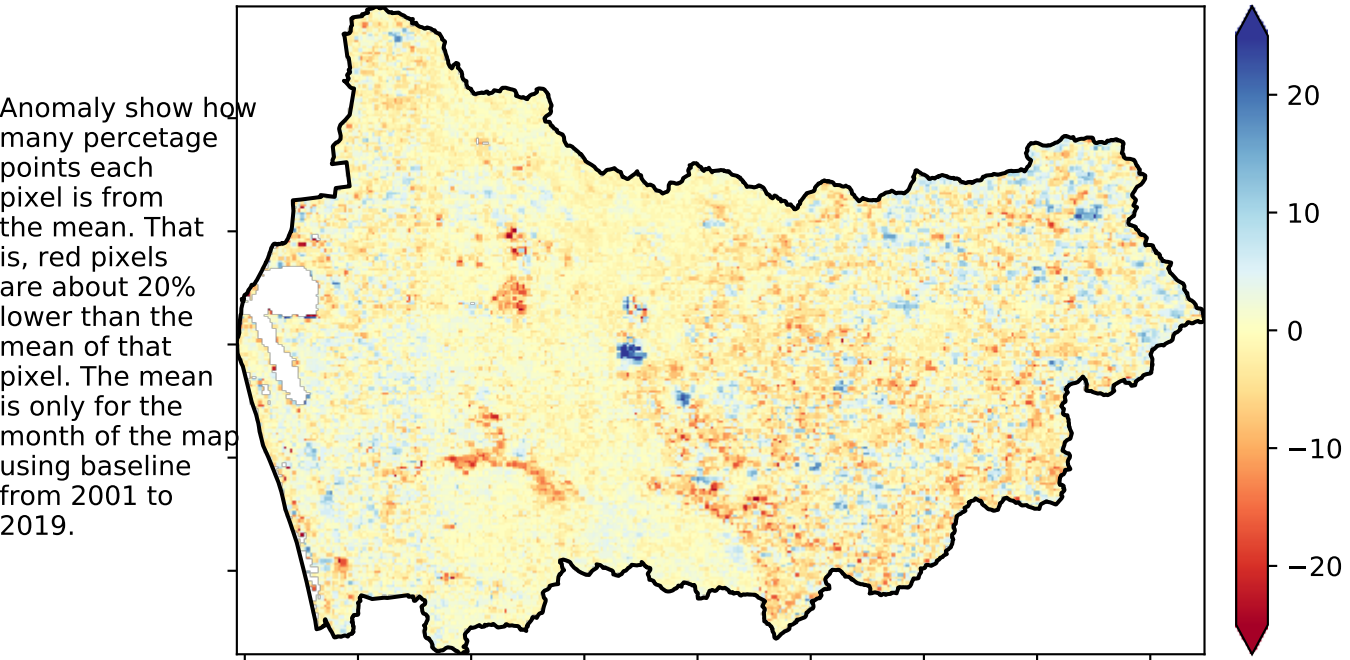 Anomaly show how
many percetage
points each
pixel is from
the mean. That
is, red pixels
are about 20%
lower than the
mean of that
pixel. The mean
is only for the
month of the map
using baseline
from 2001 to
2019.
20
10
0
−10
−20